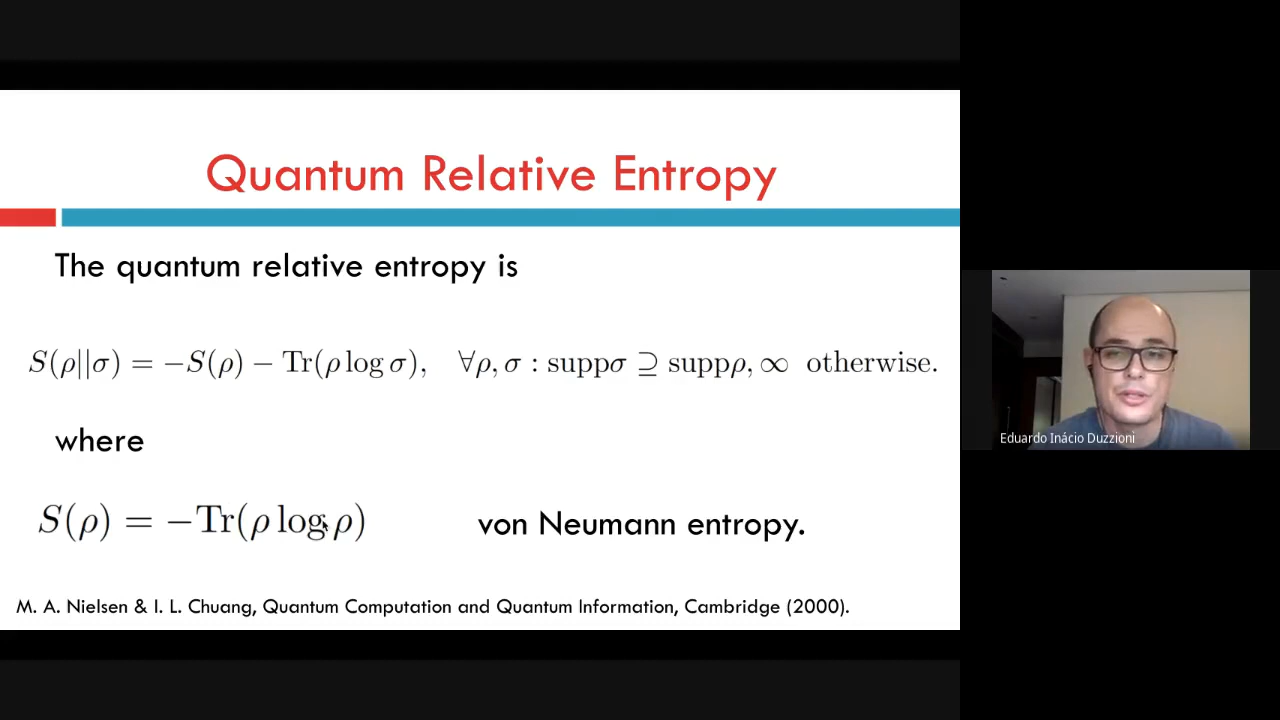 Quantum Relative Entropy
The quantum relative entropy is
S(ρ||σ) = −S(ρ) − Tr(ρ log σ), ∀ρ, σ : suppσ ⊇ suppρ, ∞ otherwise.
where
S(ρ) = −Tr(ρ log ρ) von Neumann entropy.
M. A. Nielsen & I. L. Chuang, Quantum Computation and Quantum Information, Cambridge (2000).
Eduardo Inácio Duzzioni